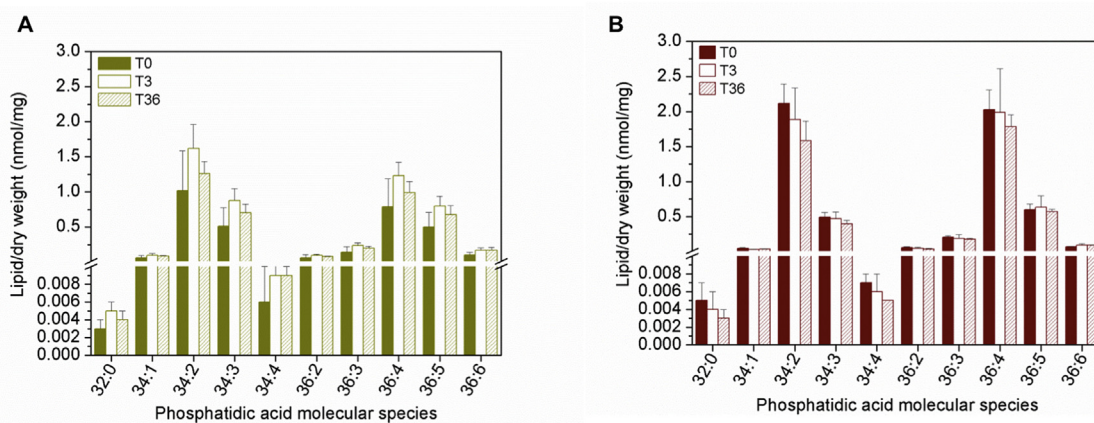 A
3.0
2.5
2.0
1.5
1.0
0.5
0.008
0.006
0.004
0.002
0.000
Lipid/dry weight (nmol/mg)
T0
T3
T36
32:0 34:1 34:2 34:3 34:4 36:2 36:3 36:4 36:5 36:6
Phosphatidic acid molecular species
B
3.0
2.5
2.0
1.5
1.0
0.5
0.008
0.006
0.004
0.002
0.000
Lipid/dry weight (nmol/mg)
T0
T3
T36
32:0 34:1 34:2 34:3 34:4 36:2 36:3 36:4 36:5 36:6
Phosphatidic acid molecular species